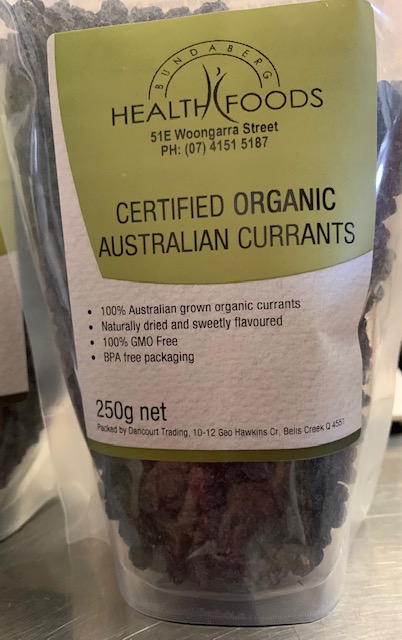 BUNDABERG
HEALTH FOODS
51E Woongarra Street
PH: (07) 4151 5187
CERTIFIED ORGANIC
AUSTRALIAN CURRANTS
• 100% Australian grown organic currants
• Naturally dried and sweetly flavoured
• 100% GMO Free
• BPA free packaging
250g net
Packed by Dancourt Trading, 10-12 Geo Hawkins Cr, Bells Creek Q 4551